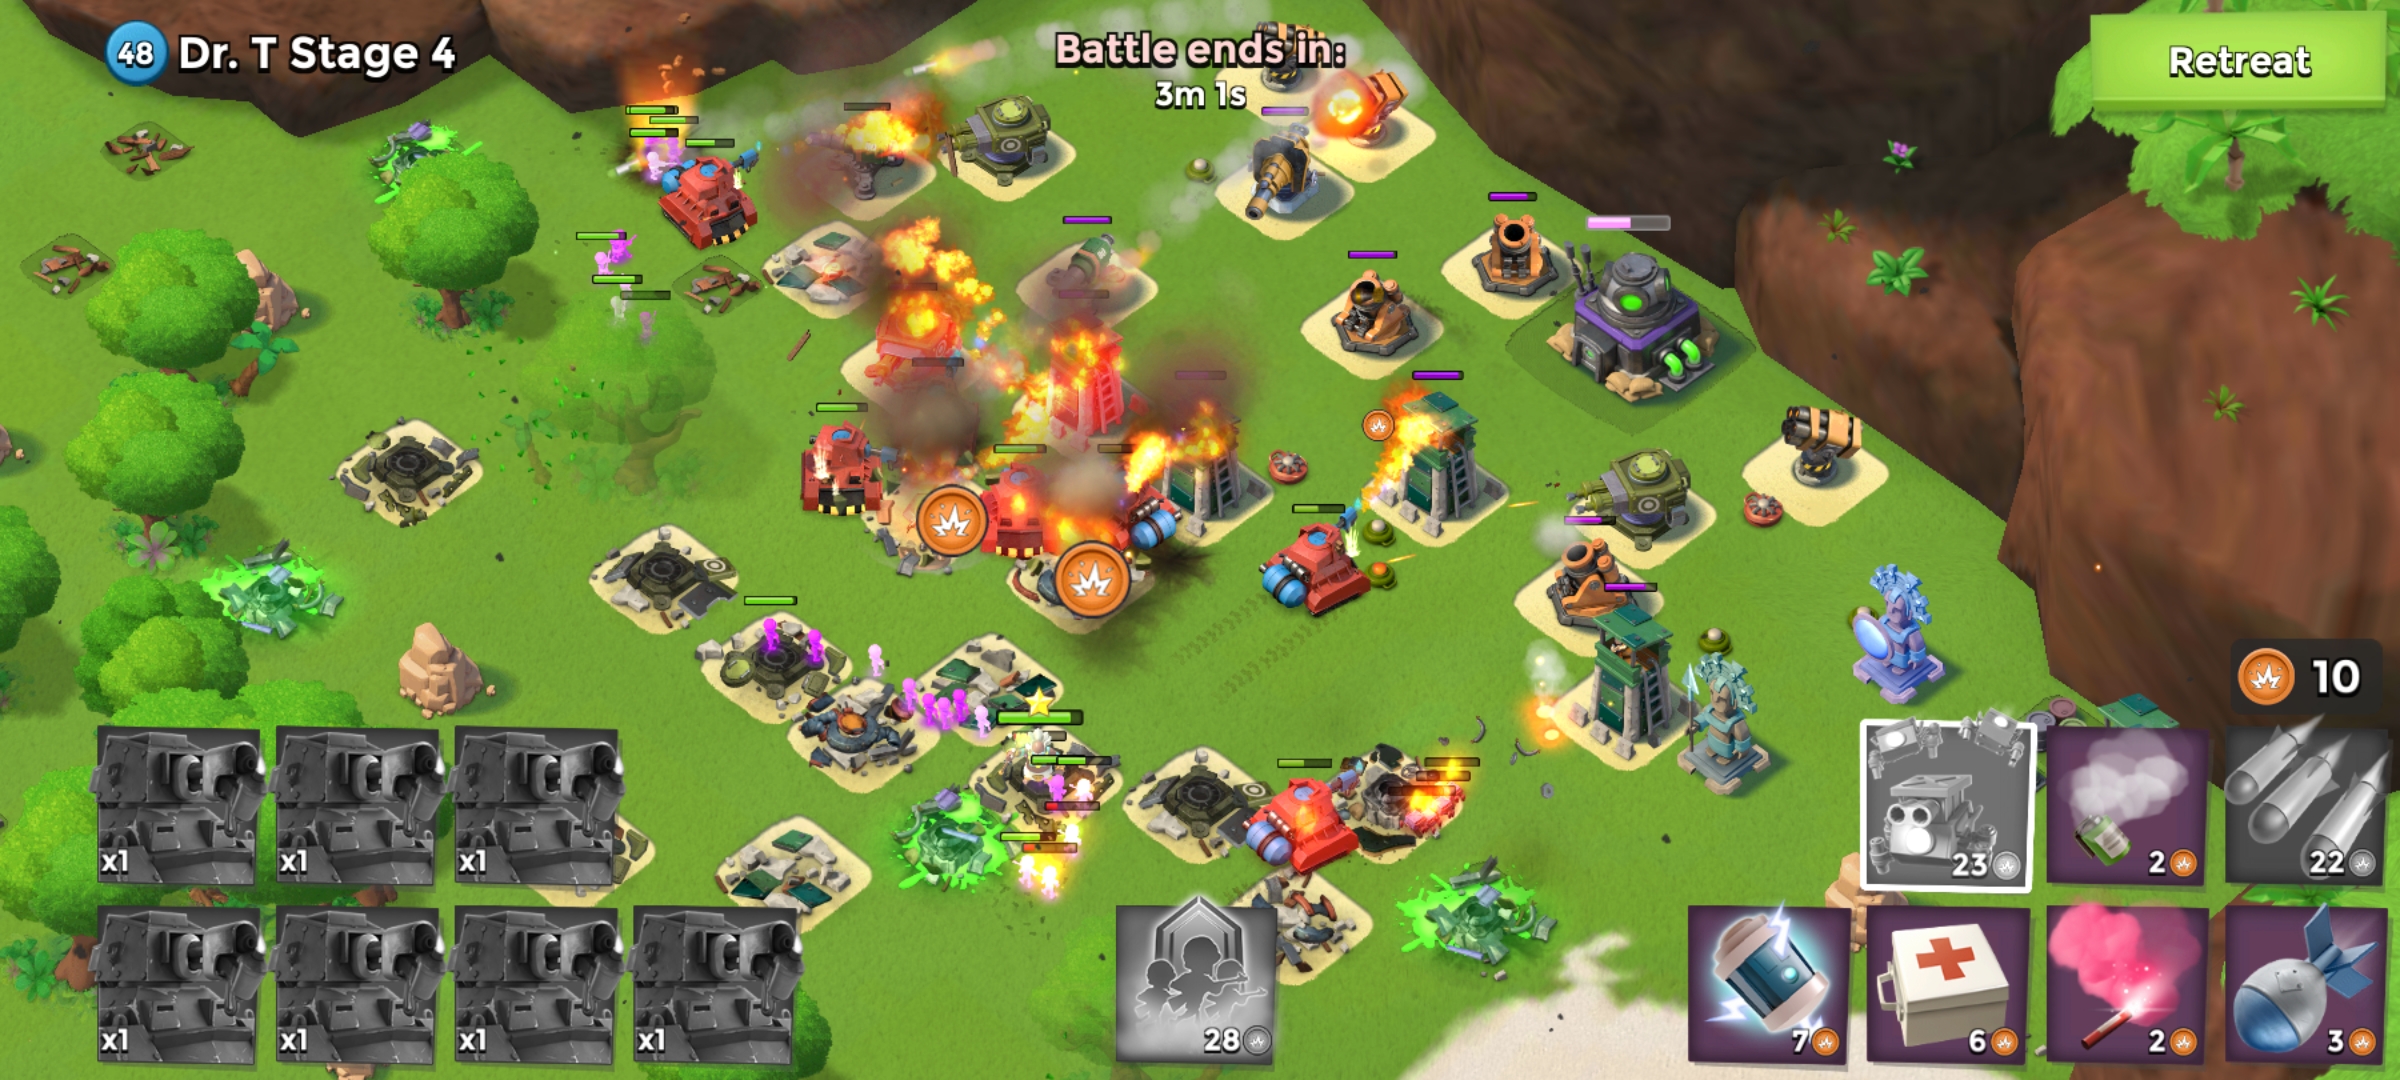 48 Dr. T Stage 4
Battle ends in:
3m 1s
Retreat
10
x1
x1
x1
23
2
22
x1
x1
x1
x1
28
7
6
2
3